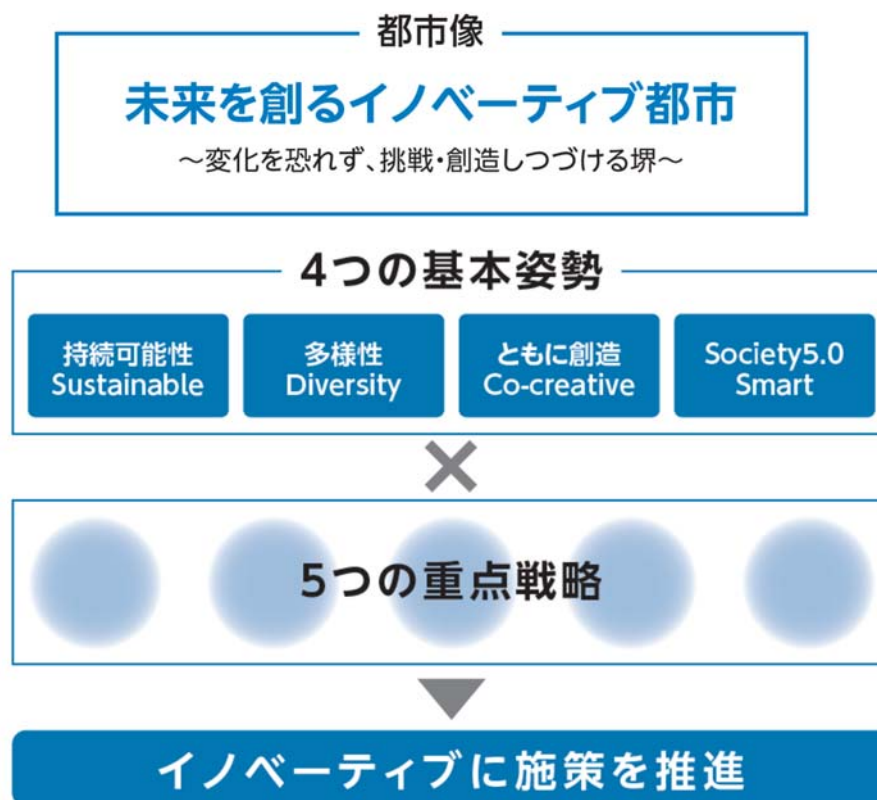 都市像
未来を創るイノベーティブ都市
～変化を恐れず、挑戦・創造しつづける堺～
4つの基本姿勢
持続可能性
Sustainable
多様性
Diversity
ともに創造
Co-creative
Society5.0
Smart
×
5つの重点戦略
イノベーティブに施策を推進